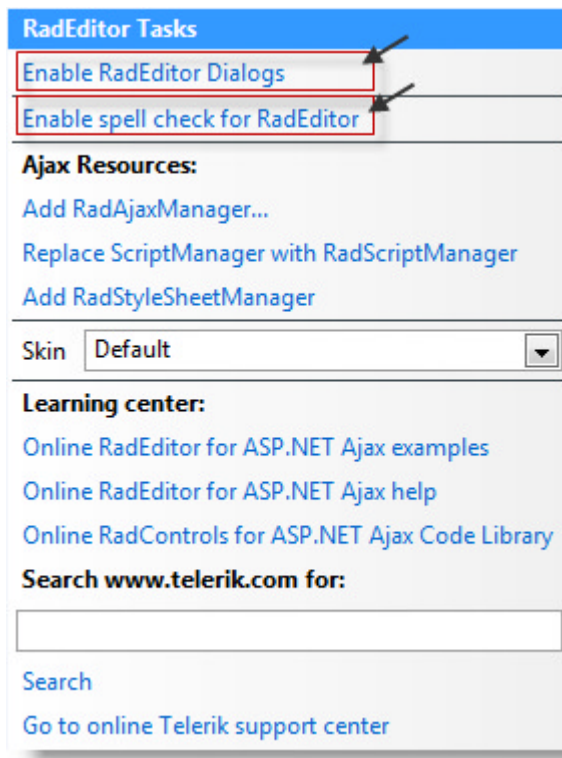 RadEditor Tasks
Enable RadEditor Dialogs
Enable spell check for RadEditor
Ajax Resources:
Add RadAjaxManager...
Replace ScriptManager with RadScriptManager
Add RadStyleSheetManager
Skin Default
Learning center:
Online RadEditor for ASP.NET Ajax examples
Online RadEditor for ASP.NET Ajax help
Online RadControls for ASP.NET Ajax Code Library
Search www.telerik.com for:
Search
Go to online Telerik support center